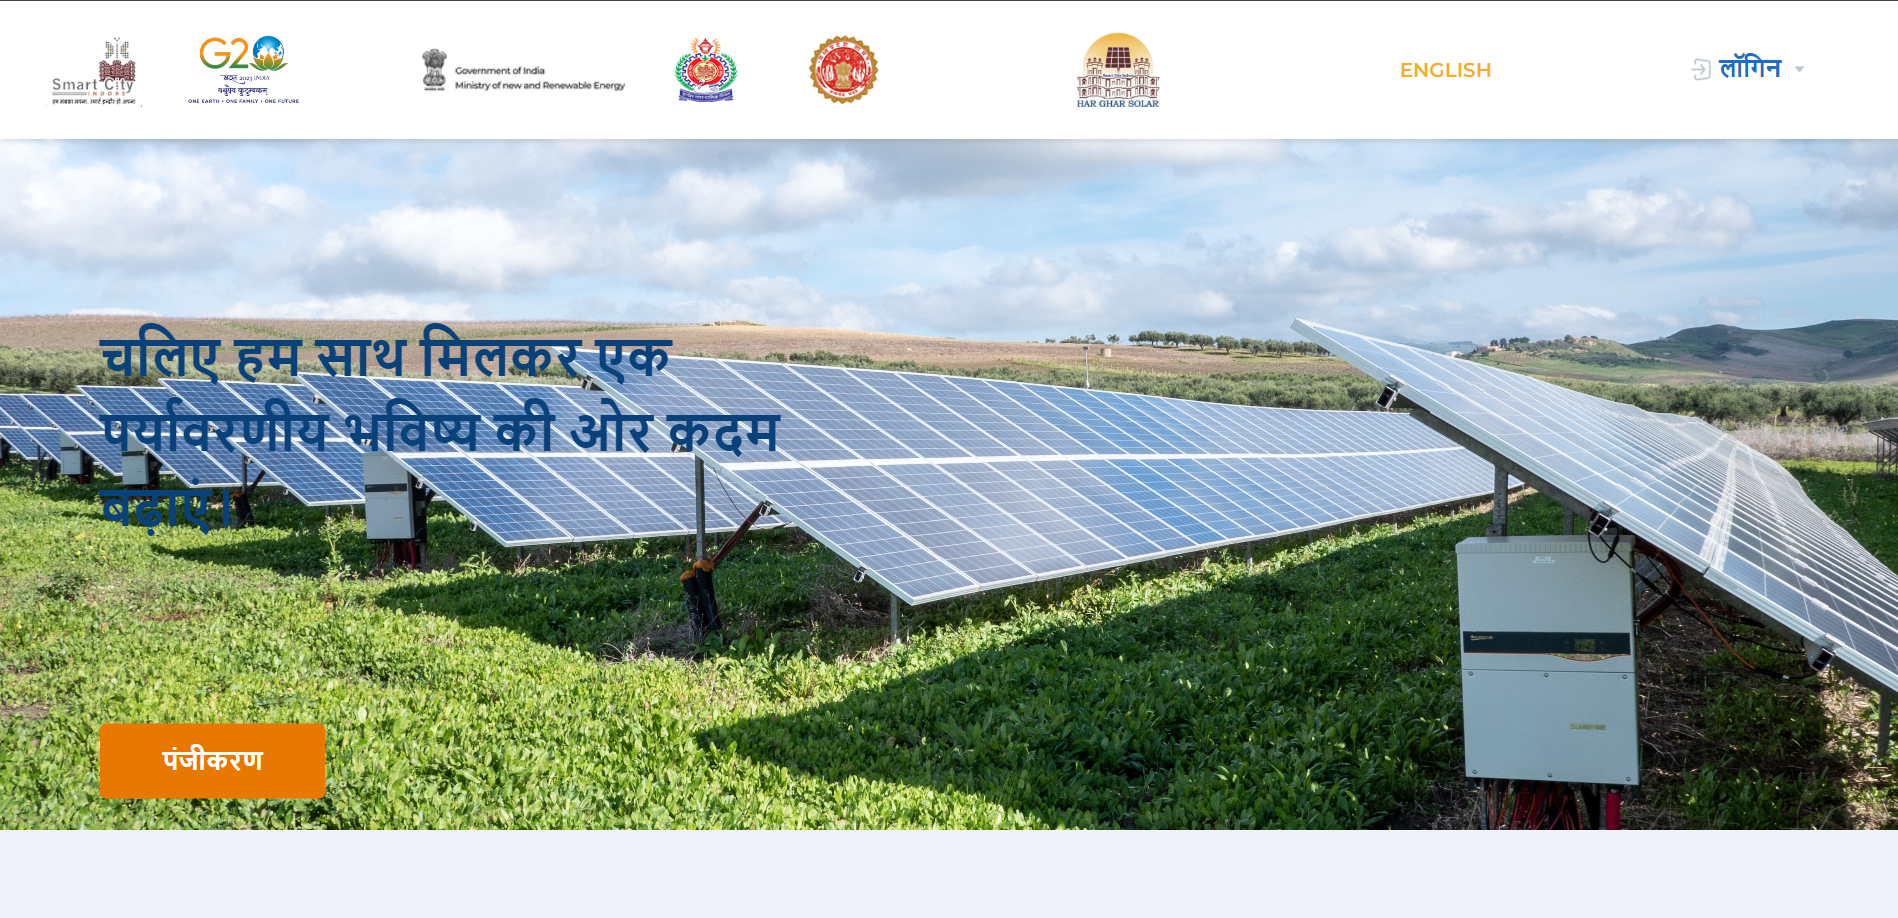 Smart City
INDORE
G20
भारत 2023 INDIA
वसुधैव कुटुम्बकम्
ONE EARTH • ONE FAMILY • ONE FUTURE
Government of India
Ministry of new and Renewable Energy
HAR GHAR SOLAR
ENGLISH
लॉगिन
चलिए हम साथ मिलकर एक
पर्यावरणीय भविष्य की ओर क़दम
बढ़ाएं।
पंजीकरण